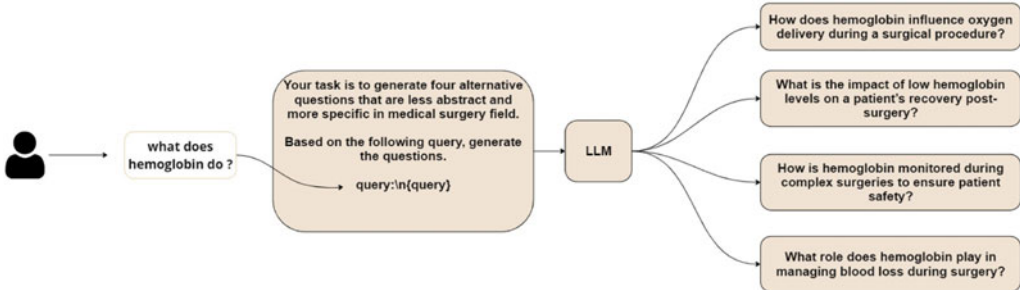 what does
hemoglobin do ?
Your task is to generate four alternative
questions that are less abstract and
more specific in medical surgery field.
Based on the following query, generate
the questions.
query:\n{query}
LLM
How does hemoglobin influence oxygen
delivery during a surgical procedure?
What is the impact of low hemoglobin
levels on a patient's recovery post-
surgery?
How is hemoglobin monitored during
complex surgeries to ensure patient
safety?
What role does hemoglobin play in
managing blood loss during surgery?